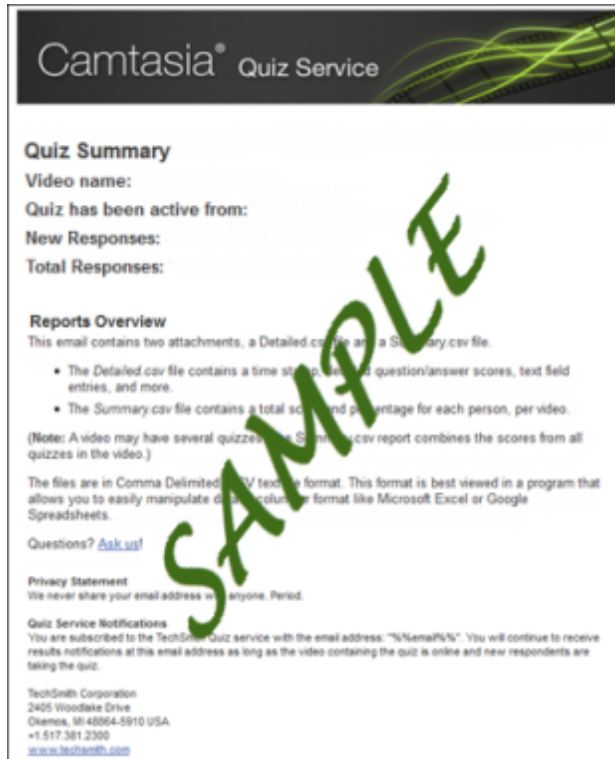 Camtasia® Quiz Service
Quiz Summary
Video name:
Quiz has been active from:
New Responses:
Total Responses:
Reports Overview
This email contains two attachments, a Detailed.csv file and a Summary.csv file.
• The Detailed.csv file contains a time stamp, detailed question/answer scores, text field
entries, and more.
• The Summary.csv file contains a total score and percentage for each person, per video.
(Note: A video may have several quizzes. The Summary.csv report combines the scores from all
quizzes in the video.)
The files are in Comma Delimited CSV text file format. This format is best viewed in a program that
allows you to easily manipulate data in column or format like Microsoft Excel or Google
Spreadsheets.
Questions? Ask us!
Privacy Statement
We never share your email address with anyone. Period.
Quiz Service Notifications
You are subscribed to the TechSmith Quiz service with the email address: "%%email%%". You will continue to receive
results notifications at this email address as long as the video containing the quiz is online and new respondents are
taking the quiz.
TechSmith Corporation
2405 Woodlake Drive
Okemos, MI 48864-5910 USA
+1.517.381.2300
www.techsmith.com
SAMPLE